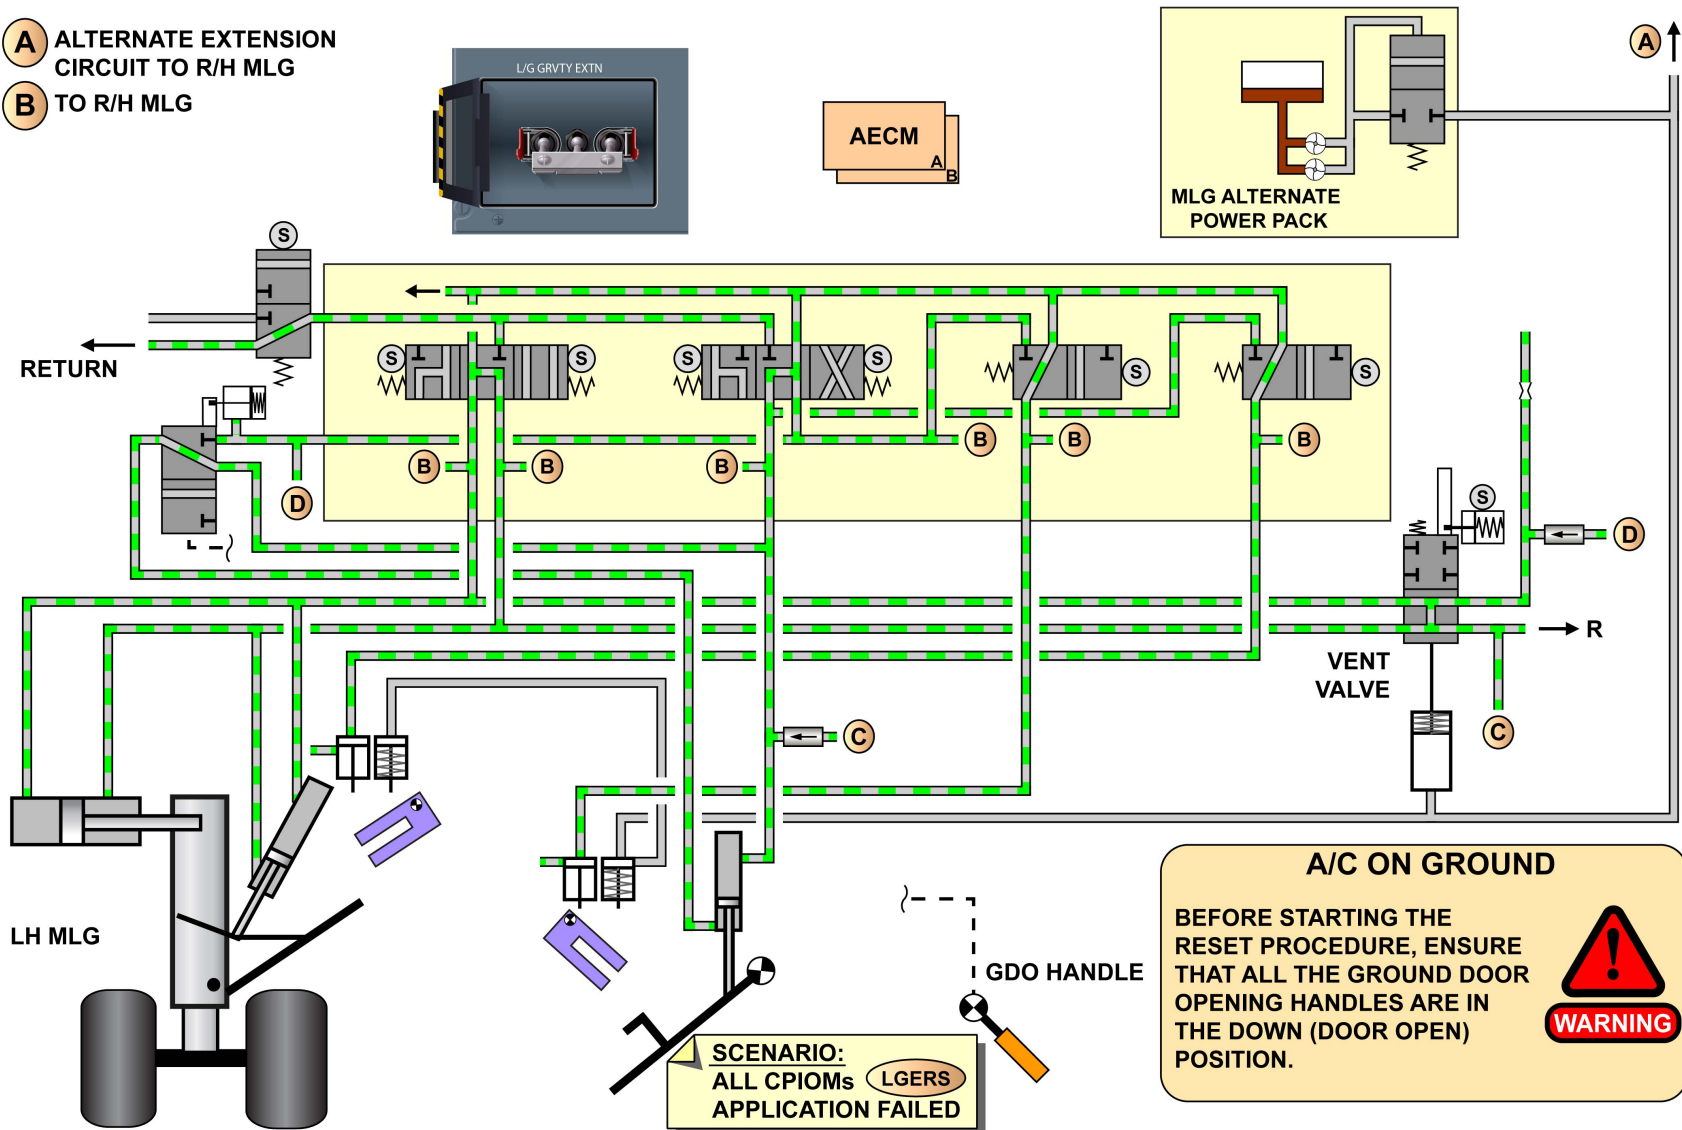 A ALTERNATE EXTENSION
CIRCUIT TO R/H MLG
B TO R/H MLG
L/G GRVTY EXTN
AECM
A
B
MLG ALTERNATE
POWER PACK
A
S
RETURN
S
S
S
S
S
S
B
B
B
B
B
B
D
S
D
R
VENT
VALVE
C
C
LH MLG
GDO HANDLE
SCENARIO:
ALL CPIOMs LGERS
APPLICATION FAILED
A/C ON GROUND
BEFORE STARTING THE
RESET PROCEDURE, ENSURE
THAT ALL THE GROUND DOOR
OPENING HANDLES ARE IN
THE DOWN (DOOR OPEN)
POSITION.
!
WARNING